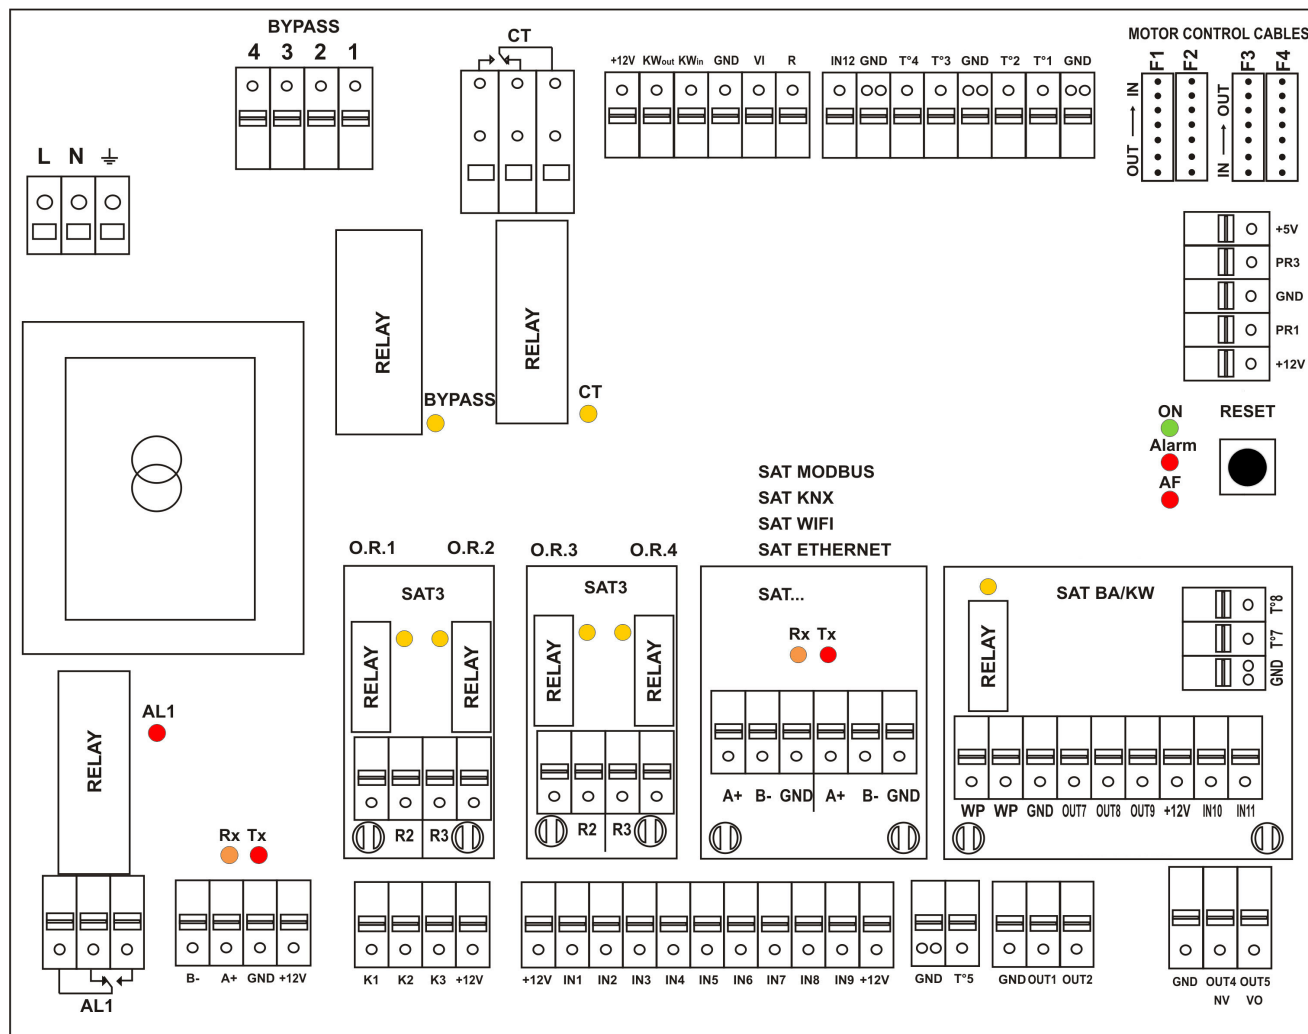 BYPASS
4 3 2 1
CT
+12V KWout KWin GND VI R
IN12 GND T°4 T°3 GND T°2 T°1 GND
MOTOR CONTROL CABLES
F1 F2 F3 F4
OUT → IN
IN → OUT
L N
+5V
PR3
GND
PR1
+12V
RELAY
BYPASS
RELAY
CT
ON
Alarm
AF
RESET
SAT MODBUS
SAT KNX
SAT WIFI
SAT ETHERNET
O.R.1 O.R.2
SAT3
RELAY RELAY
R2 R3
O.R.3 O.R.4
SAT3
RELAY RELAY
R2 R3
SAT...
Rx Tx
A+ B- GND A+ B- GND
SAT BA/KW
RELAY
T°8
T°7
GND
WP WP GND OUT7 OUT8 OUT9 +12V IN10 IN11
RELAY
AL1
AL1
Rx Tx
B- A+ GND +12V
K1 K2 K3 +12V
+12V IN1 IN2 IN3 IN4 IN5 IN6 IN7 IN8 IN9 +12V
GND T°5
GND OUT1 OUT2
GND OUT4 OUT5
NV VO